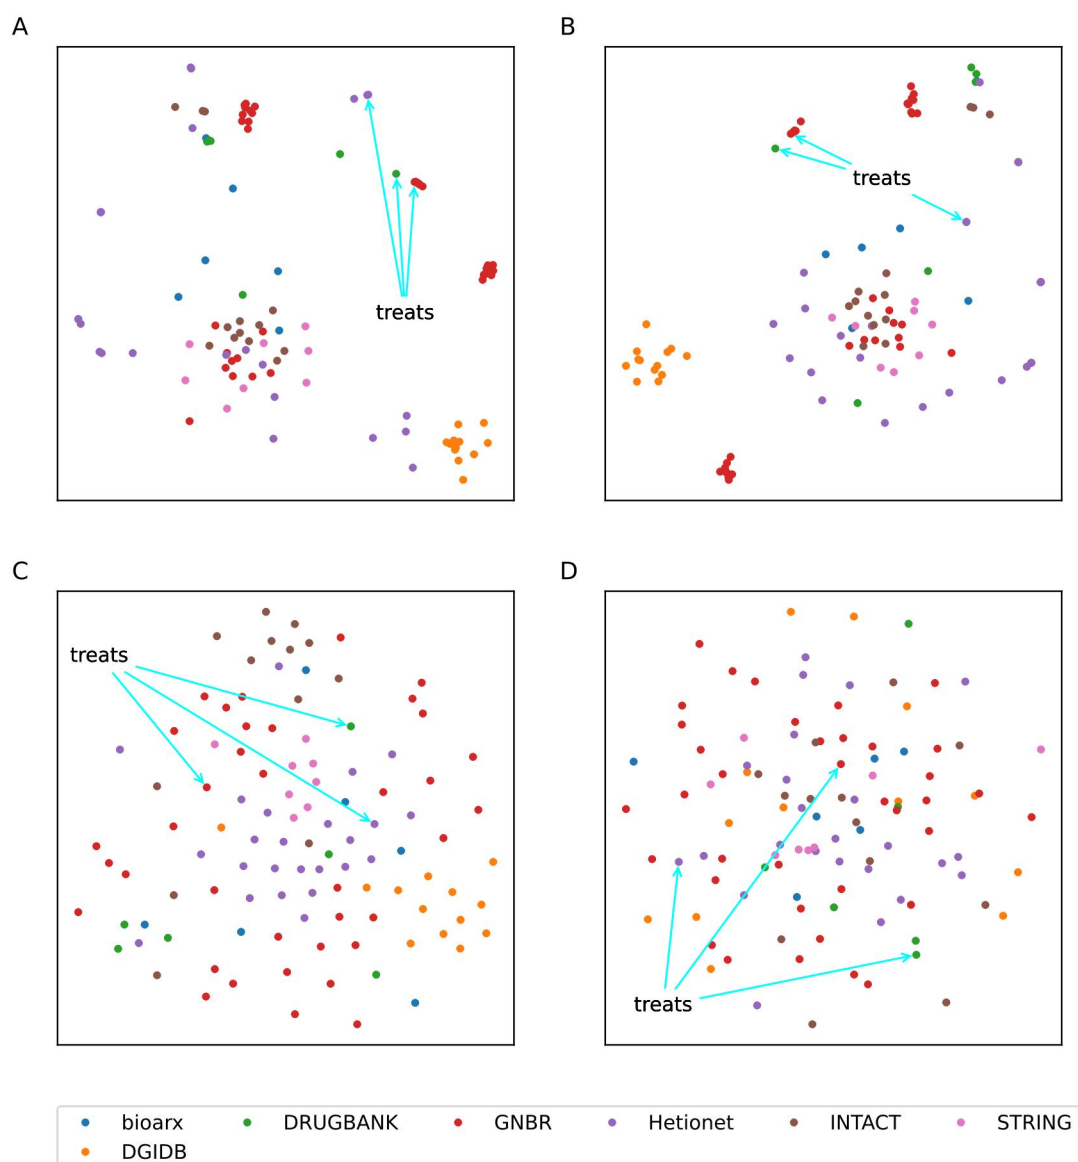 A
B
treats
treats
C
D
treats
treats
bioarx DRUGBANK GNBR Hetionet INTACT STRING
DGIDB